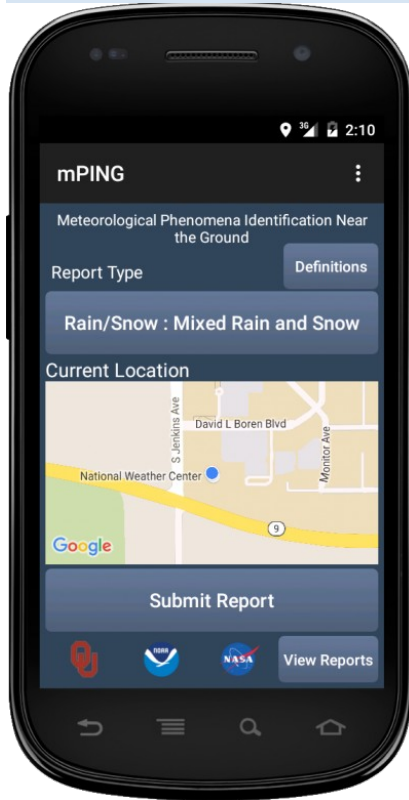 3G 2:10
mPING
Meteorological Phenomena Identification Near
the Ground
Definitions
Report Type
Rain/Snow : Mixed Rain and Snow
Current Location
S Jenkins Ave
David L Boren Blvd
Monitor Ave
National Weather Center
9
Google
Submit Report
OU
NOAA
NASA
View Reports